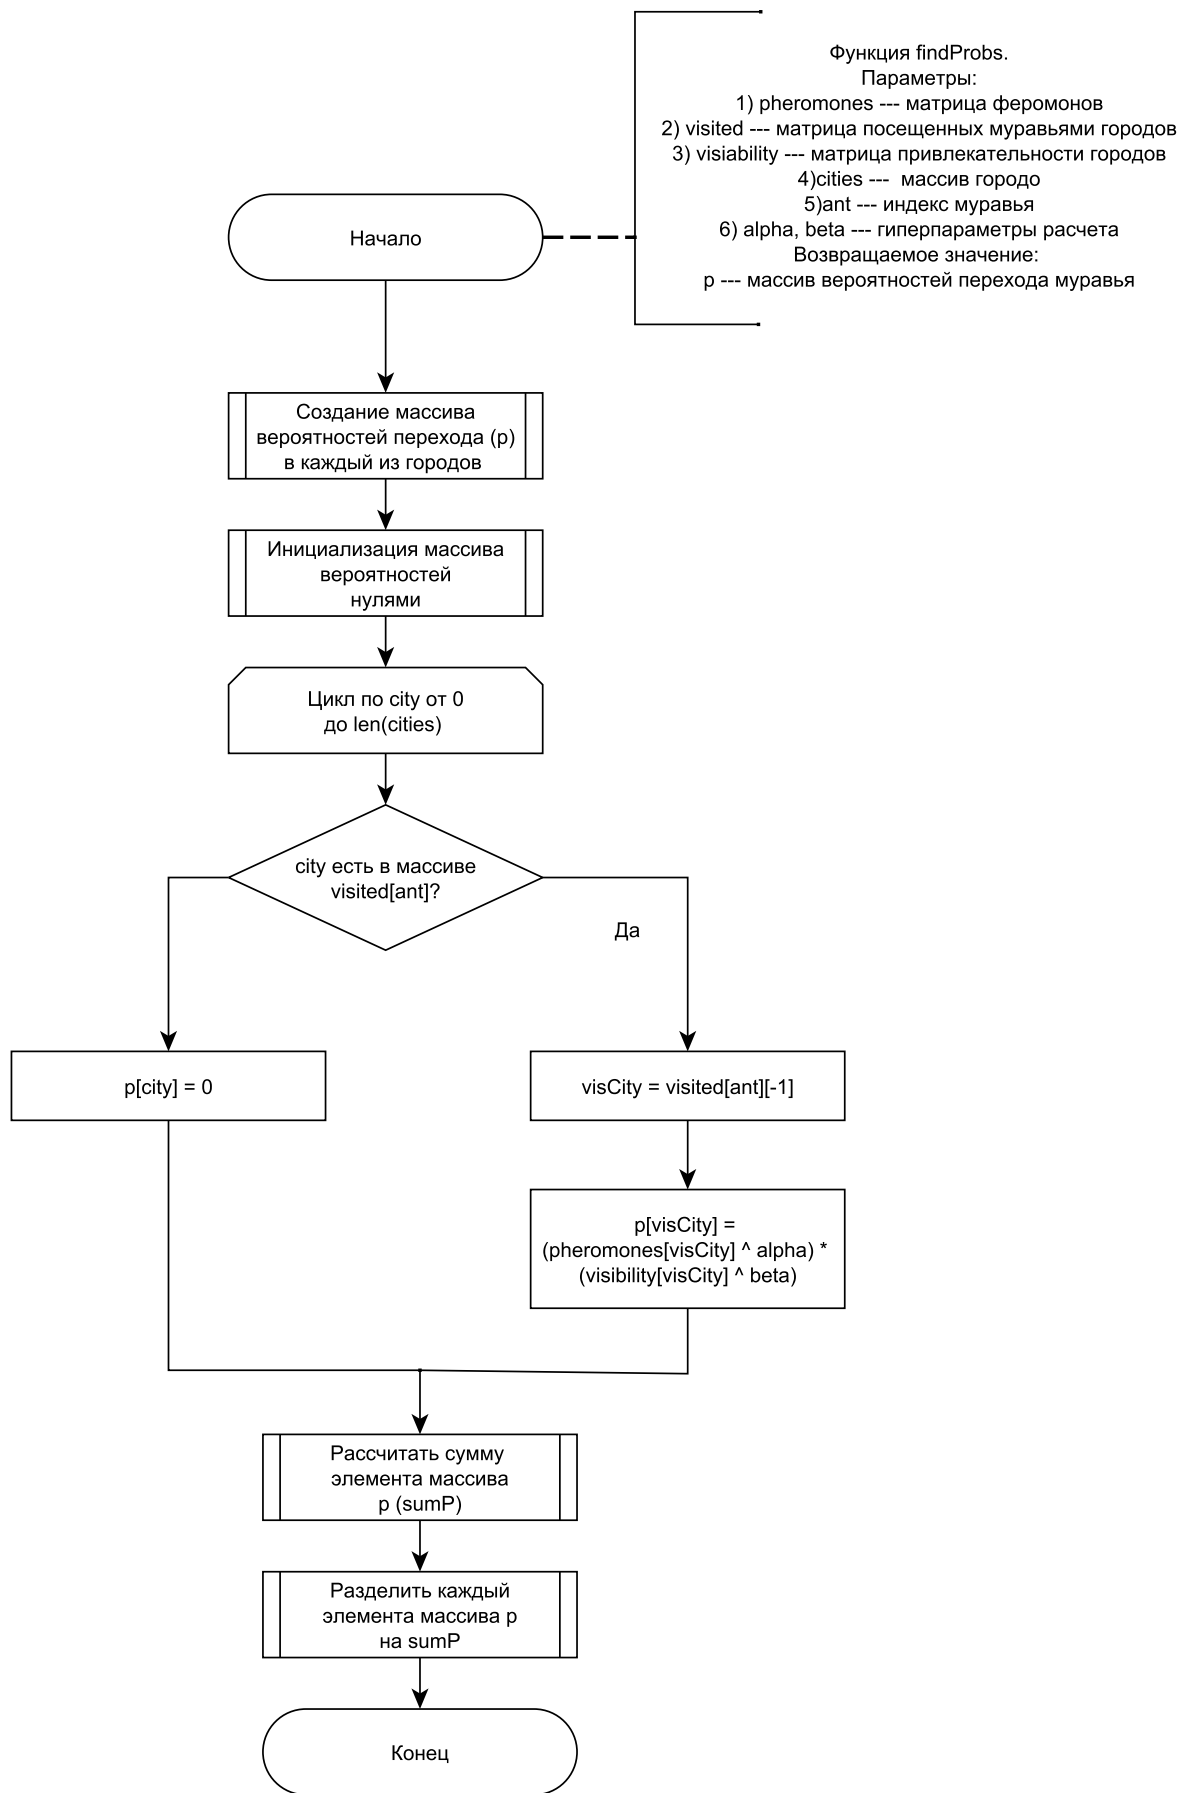 Функция findProbs.
Параметры:
1) pheromones --- матрица феромонов
2) visited --- матрица посещенных муравьями городов
3) visiability --- матрица привлекательности городов
4)cities --- массив городо
5)ant --- индекс муравья
6) alpha, beta --- гиперпараметры расчета
Возвращаемое значение:
p --- массив вероятностей перехода муравья
Начало
Создание массива
вероятностей перехода (p)
в каждый из городов
Инициализация массива
вероятностей
нулями
Цикл по city от 0
до len(cities)
city есть в массиве
visited[ant]?
Да
p[city] = 0
visCity = visited[ant][-1]
p[visCity] =
(pheromones[visCity] ^ alpha) *
(visibility[visCity] ^ beta)
Рассчитать сумму
элемента массива
p (sumP)
Разделить каждый
элемента массива p
на sumP
Конец